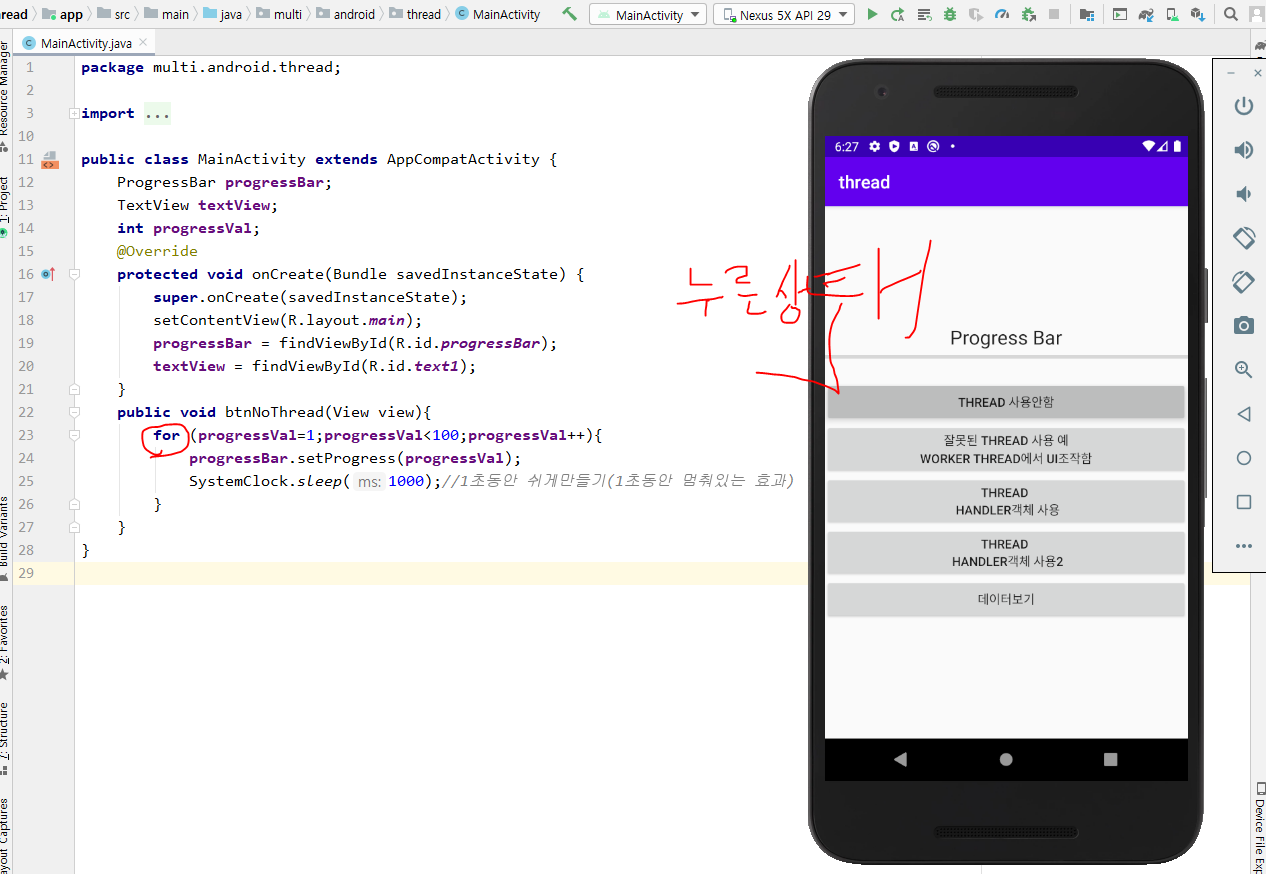 read app src main java multi android thread MainActivity MainActivity Nexus 5X API 29
MainActivity.java
Resource Manager
1: Project
Build Variants
2: Favorites
7: Structure
ayout Captures
1 package multi.android.thread;
2
3 import ...
10
11 public class MainActivity extends AppCompatActivity {
12 ProgressBar progressBar;
13 TextView textView;
14 int progressVal;
15 @Override
16 protected void onCreate(Bundle savedInstanceState) {
17 super.onCreate(savedInstanceState);
18 setContentView(R.layout.main);
19 progressBar = findViewById(R.id.progressBar);
20 textView = findViewById(R.id.text1);
21 }
22 public void btnNoThread(View view){
23 for (progressVal=1;progressVal<100;progressVal++){
24 progressBar.setProgress(progressVal);
25 SystemClock.sleep( ms: 1000);//1초동안 쉬게만들기(1초동안 멈춰있는 효과)
26 }
27 }
28 }
29
누른상태
6:27
thread
Progress Bar
THREAD 사용안함
잘못된 THREAD 사용 예
WORKER THREAD에서 UI조작함
THREAD
HANDLER객체 사용
THREAD
HANDLER객체 사용2
데이터보기
Device File Exp